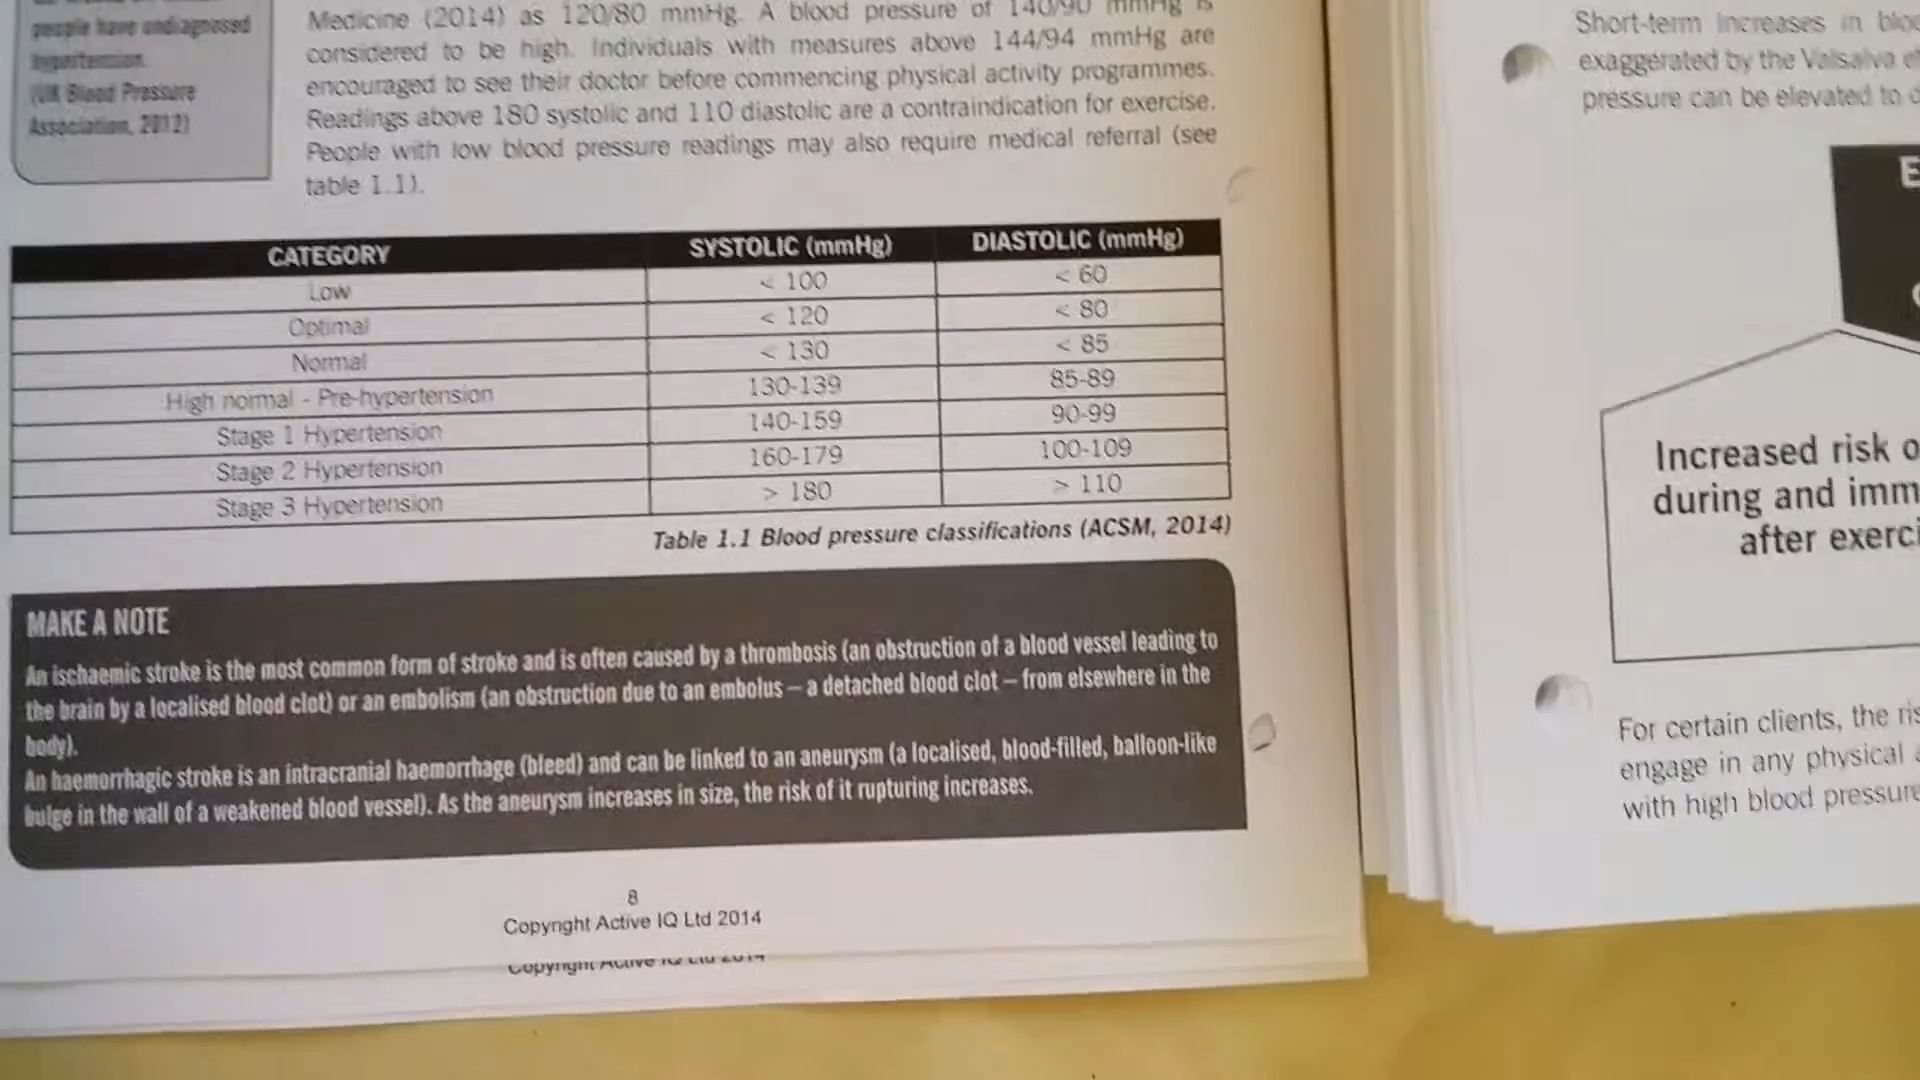 people have undiagnosed
hypertension.
(UK Blood Pressure
Association, 2012)
Medicine (2014) as 120/80 mmHg. A blood pressure of 140/90 mmHg is
considered to be high. Individuals with measures above 144/94 mmHg are
encouraged to see their doctor before commencing physical activity programmes.
Readings above 180 systolic and 110 diastolic are a contraindication for exercise.
People with low blood pressure readings may also require medical referral (see
table 1.1).
CATEGORY SYSTOLIC (mmHg) DIASTOLIC (mmHg)
Low < 100 < 60
Optimal < 120 < 80
Normal < 130 < 85
High normal - Pre-hypertension 130-139 85-89
Stage 1 Hypertension 140-159 90-99
Stage 2 Hypertension 160-179 100-109
Stage 3 Hypertension > 180 > 110
Table 1.1 Blood pressure classifications (ACSM, 2014)
MAKE A NOTE
An ischaemic stroke is the most common form of stroke and is often caused by a thrombosis (an obstruction of a blood vessel leading to
the brain by a localised blood clot) or an embolism (an obstruction due to an embolus – a detached blood clot – from elsewhere in the
body).
An haemorrhagic stroke is an intracranial haemorrhage (bleed) and can be linked to an aneurysm (a localised, blood-filled, balloon-like
bulge in the wall of a weakened blood vessel). As the aneurysm increases in size, the risk of it rupturing increases.
8
Copyright Active IQ Ltd 2014
Copyright Active IQ Ltd 2014
Short-term increases in bloo
exaggerated by the Valsalva ef
pressure can be elevated to
E
Increased risk o
during and imm
after exerci
For certain clients, the ris
engage in any physical
with high blood pressure